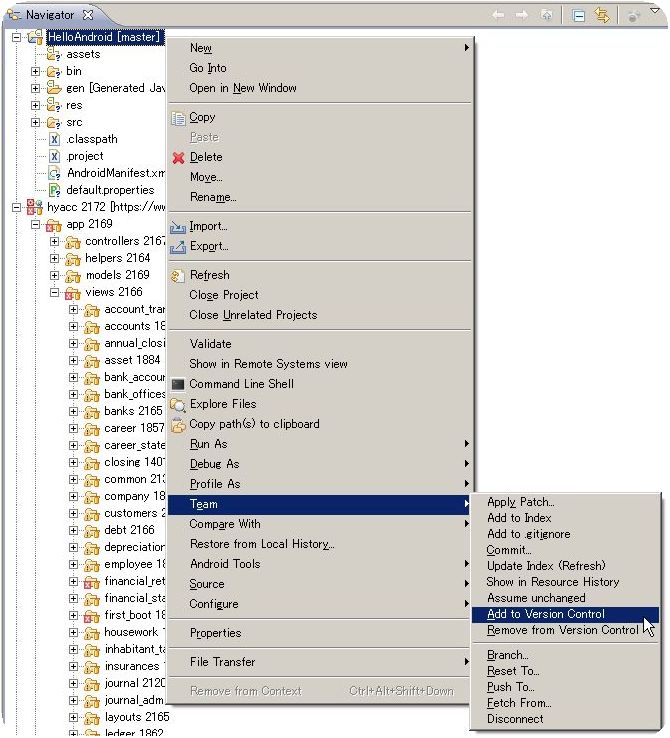 Navigator
HelloAndroid [master]
assets
bin
gen [Generated Jav
res
src
.classpath
.project
AndroidManifest.xm
default.properties
hyacc 2172 [https://ww
app 2169
controllers 2167
helpers 2164
models 2169
views 2166
account_tran
accounts 18
annual_closi
asset 1884
bank_accour
bank_offices
banks 2165
career 1857
career_state
closing 1407
common 213
company 18
customers 2
debt 2166
depreciation
employee 18
financial_ret
financial_sta
first_boot 18
housework 1
inhabitant_ta
insurances
journal 2120
journal_adm
layouts 2165
ledger 1862
New
Go Into
Open in New Window
Copy
Paste
Delete
Move...
Rename...
Import...
Export...
Refresh
Close Project
Close Unrelated Projects
Validate
Show in Remote Systems view
Command Line Shell
Explore Files
Copy path(s) to clipboard
Run As
Debug As
Profile As
Team
Compare With
Restore from Local History...
Android Tools
Source
Configure
Properties
File Transfer
Remove from Context Ctrl+Alt+Shift+Down
Apply Patch...
Add to Index
Add to .gitignore
Commit...
Update Index (Refresh)
Show in Resource History
Assume unchanged
Add to Version Control
Remove from Version Control
Branch...
Reset To...
Push To...
Fetch From...
Disconnect